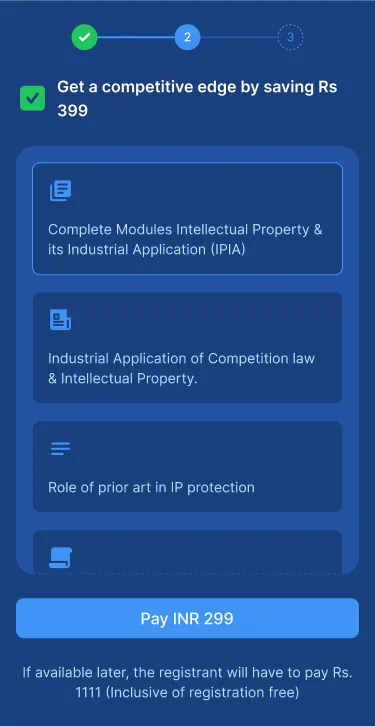 2
3
Get a competitive edge by saving Rs
399
Complete Modules Intellectual Property &
its Industrial Application (IPIA)
Industrial Application of Competition law
& Intellectual Property.
Role of prior art in IP protection
Pay INR 299
If available later, the registrant will have to pay Rs.
1111 (Inclusive of registration free)